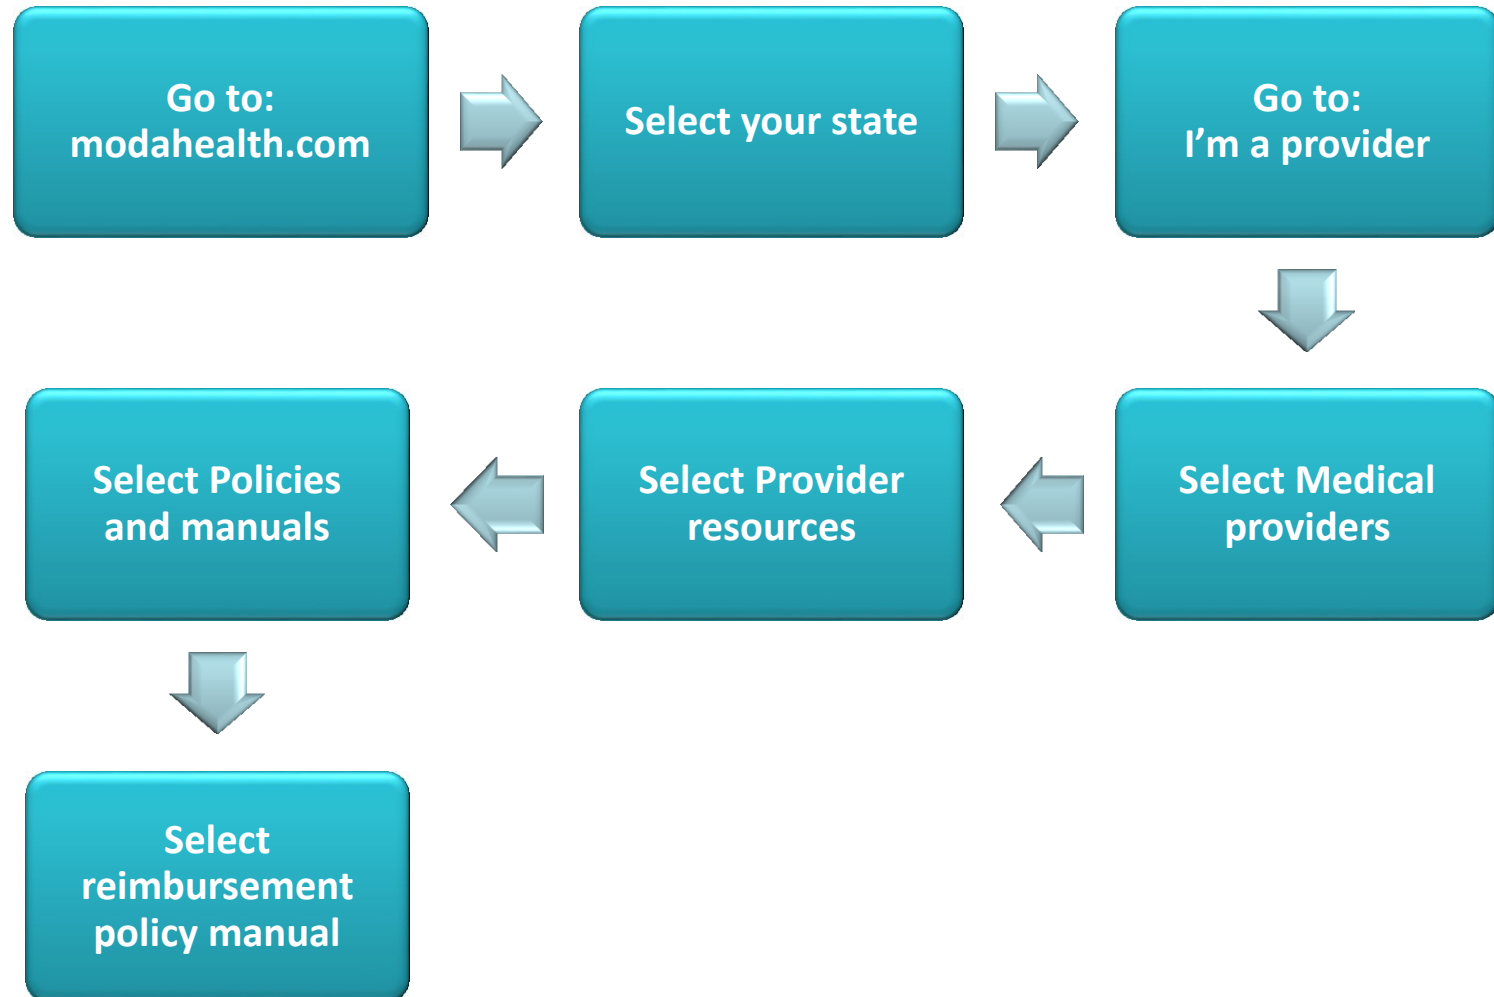 Go to:
modahealth.com
Select your state
Go to:
I’m a provider
Select Medical
providers
Select Provider
resources
Select Policies
and manuals
Select
reimbursement
policy manual